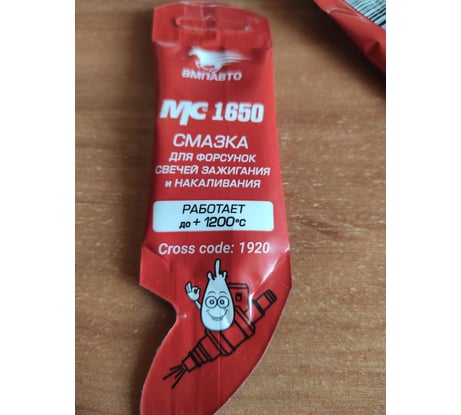 ВМПАВТО
МС 1650
СМАЗКА
ДЛЯ ФОРСУНОК
СВЕЧЕЙ ЗАЖИГАНИЯ
и НАКАЛИВАНИЯ
РАБОТАЕТ
до + 1200°С
Cross code: 1920